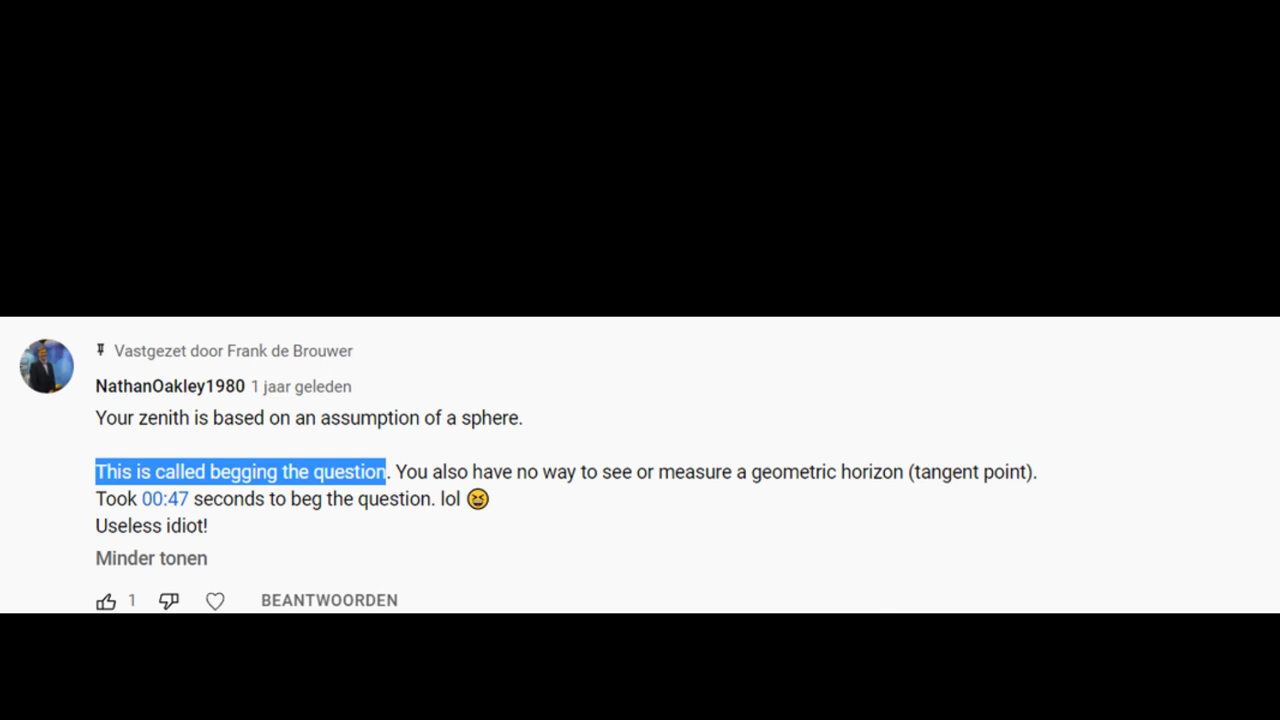 Vastgezet door Frank de Brouwer
NathanOakley1980 1 jaar geleden
Your zenith is based on an assumption of a sphere.
This is called begging the question. You also have no way to see or measure a geometric horizon (tangent point).
Took 00:47 seconds to beg the question. lol 😆
Useless idiot!
Minder tonen
1 BEANTWOORDEN